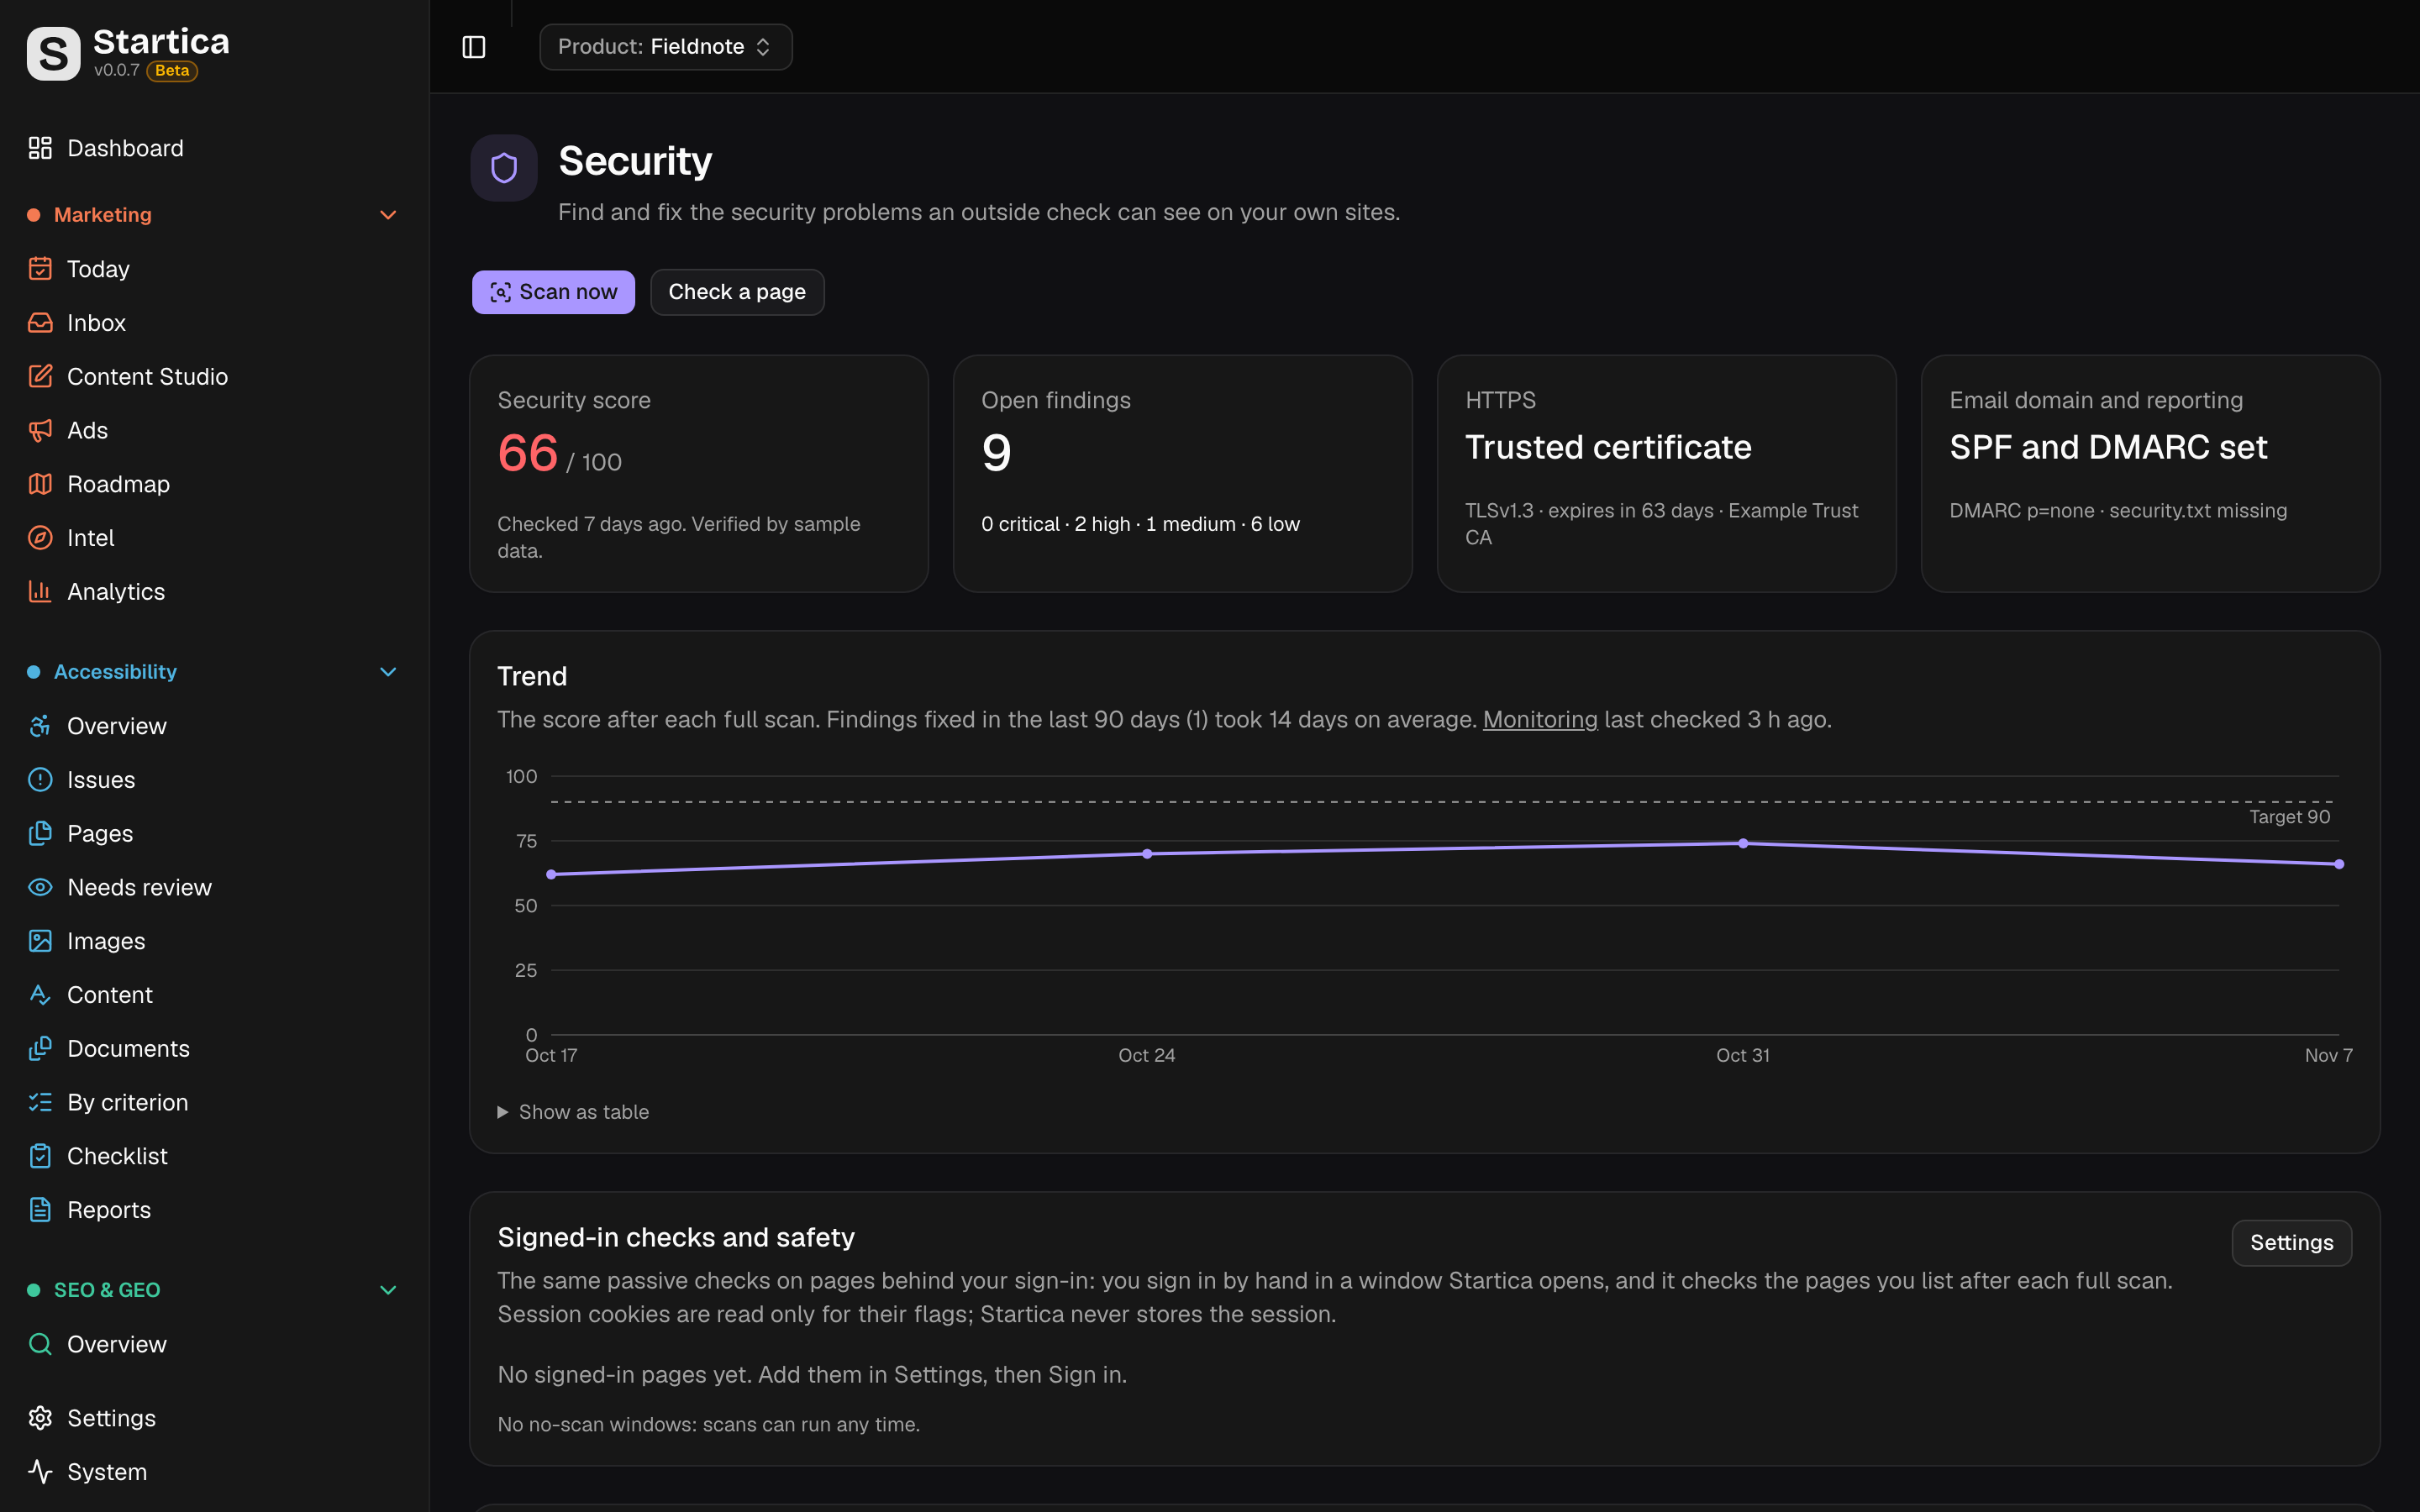 S
Startica
v0.0.7 Beta
Dashboard
Marketing
Today
Inbox
Content Studio
Ads
Roadmap
Intel
Analytics
Accessibility
Overview
Issues
Pages
Needs review
Images
Content
Documents
By criterion
Checklist
Reports
SEO & GEO
Overview
Settings
System
Product: Fieldnote
Security
Find and fix the security problems an outside check can see on your own sites.
Scan now
Check a page
Security score
66 / 100
Checked 7 days ago. Verified by sample
data.
Open findings
9
0 critical · 2 high · 1 medium · 6 low
HTTPS
Trusted certificate
TLSv1.3 · expires in 63 days · Example Trust
CA
Email domain and reporting
SPF and DMARC set
DMARC p=none · security.txt missing
Trend
The score after each full scan. Findings fixed in the last 90 days (1) took 14 days on average. Monitoring last checked 3 h ago.
100
Target 90
75
50
25
0
Oct 17
Oct 24
Oct 31
Nov 7
Show as table
Signed-in checks and safety
Settings
The same passive checks on pages behind your sign-in: you sign in by hand in a window Startica opens, and it checks the pages you list after each full scan.
Session cookies are read only for their flags; Startica never stores the session.
No signed-in pages yet. Add them in Settings, then Sign in.
No no-scan windows: scans can run any time.